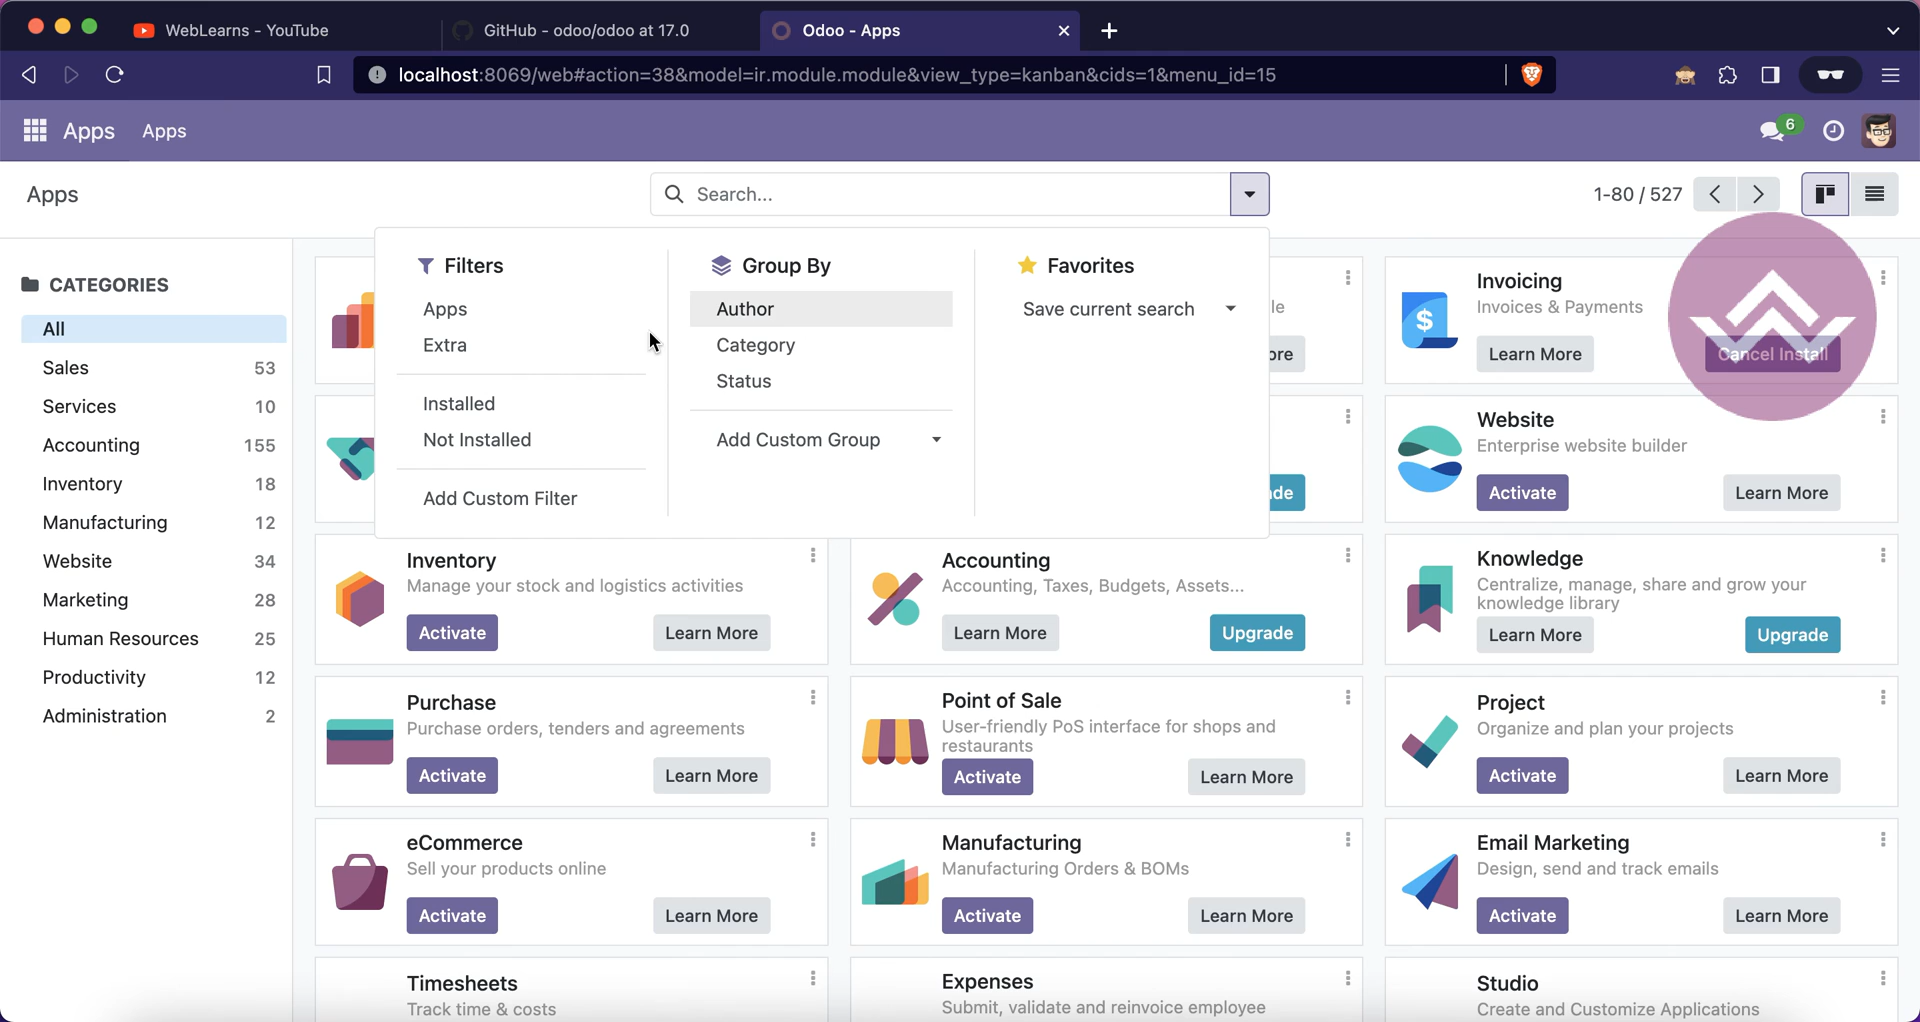 WebLearns - YouTube
GitHub - odoo/odoo at 17.0
Odoo - Apps
localhost:8069/web#action=38&model=ir.module.module&view_type=kanban&cids=1&menu_id=15
Apps
Apps
6
Apps
Search...
1-80 / 527
CATEGORIES
All
Sales 53
Services 10
Accounting 155
Inventory 18
Manufacturing 12
Website 34
Marketing 28
Human Resources 25
Productivity 12
Administration 2
Filters
Apps
Extra
Installed
Not Installed
Add Custom Filter
Group By
Author
Category
Status
Add Custom Group
Favorites
Save current search
le
ore
Invoicing
Invoices & Payments
Learn More
Cancel Install
de
Website
Enterprise website builder
Activate
Learn More
Inventory
Manage your stock and logistics activities
Activate
Learn More
Accounting
Accounting, Taxes, Budgets, Assets...
Learn More
Upgrade
Knowledge
Centralize, manage, share and grow your
knowledge library
Learn More
Upgrade
Purchase
Purchase orders, tenders and agreements
Activate
Learn More
Point of Sale
User-friendly PoS interface for shops and
restaurants
Activate
Learn More
Project
Organize and plan your projects
Activate
Learn More
eCommerce
Sell your products online
Activate
Learn More
Manufacturing
Manufacturing Orders & BOMs
Activate
Learn More
Email Marketing
Design, send and track emails
Activate
Learn More
Timesheets
Track time & costs
Expenses
Submit, validate and reinvoice employee
Studio
Create and Customize Applications